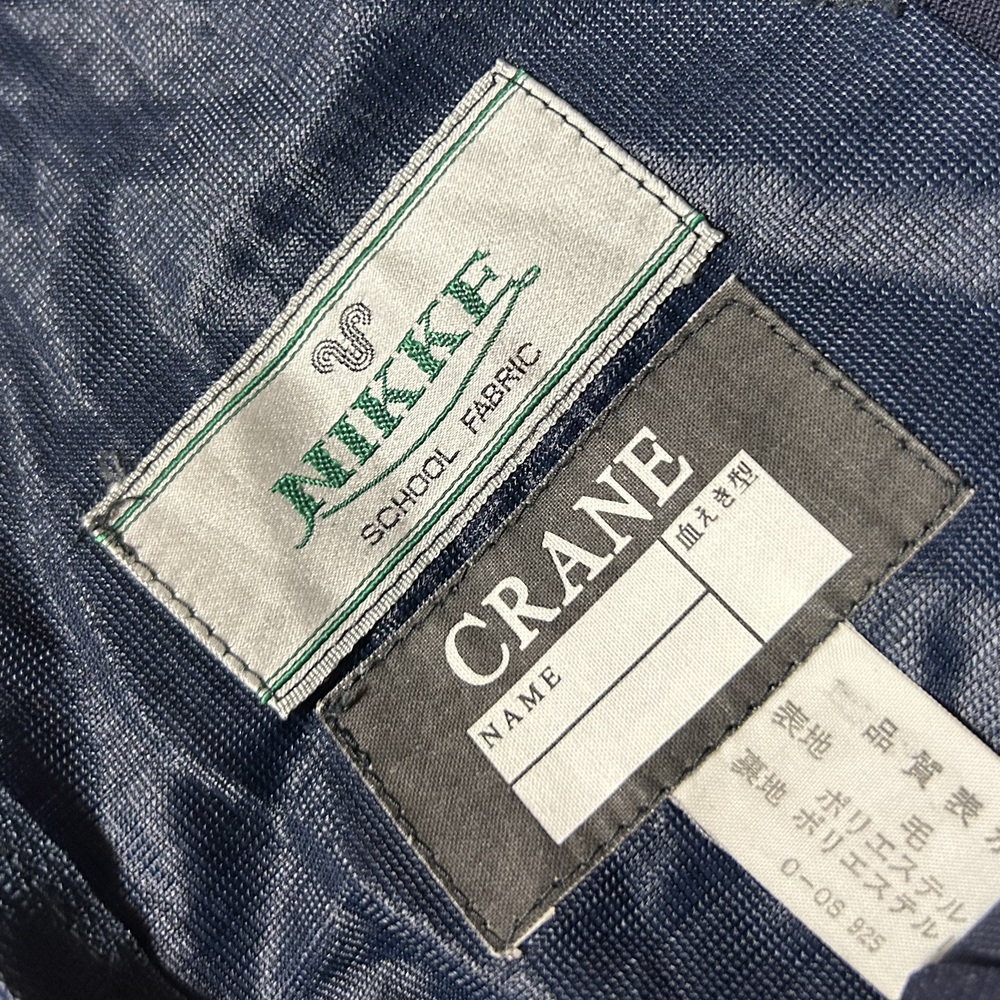 NIKKE
SCHOOL FABRIC
CRANE
NAME
血えき型
品質表
表地 毛
ポリエステル
裏地 ポリエステル
0-OS 925